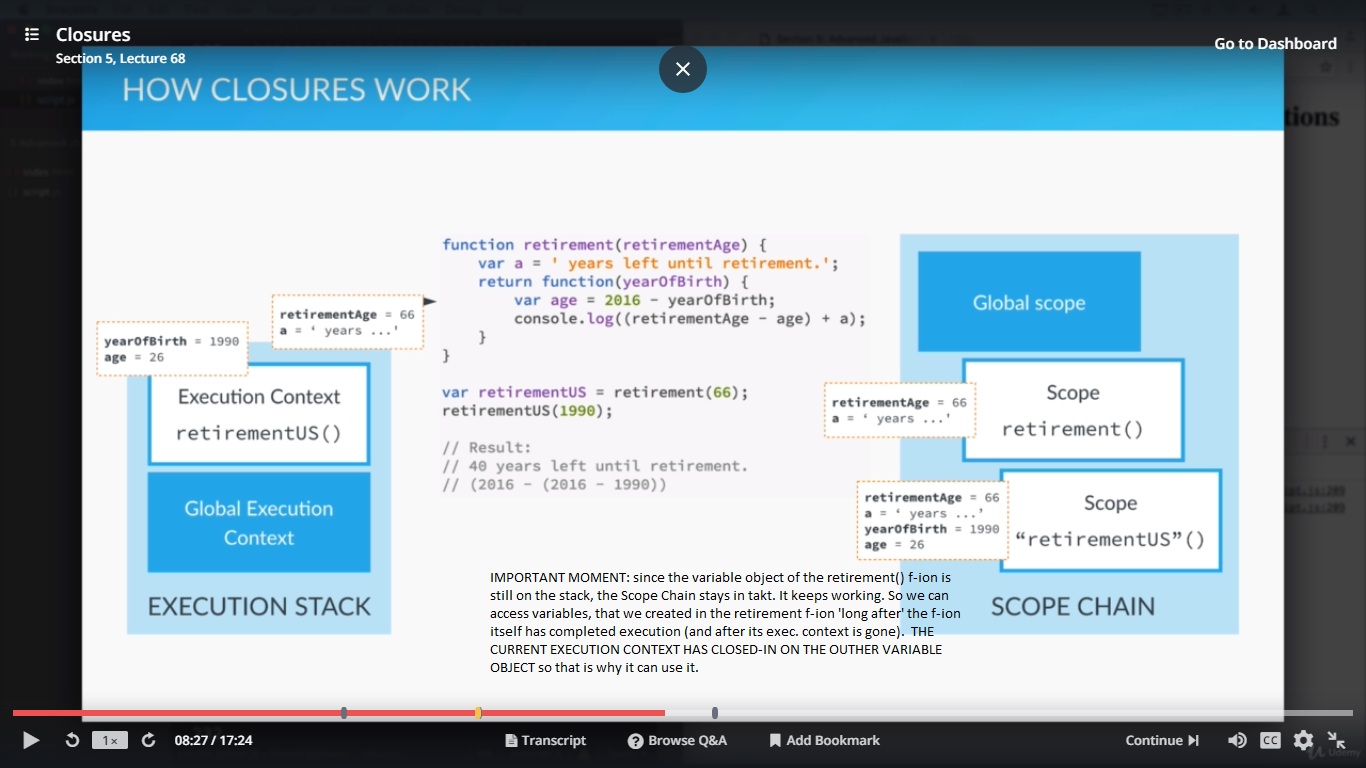 Closures
Section 5, Lecture 68
Go to Dashboard
HOW CLOSURES WORK
tions
function retirement(retirementAge) {
var a = ' years left until retirement.';
return function(yearOfBirth) {
var age = 2016 - yearOfBirth;
console.log((retirementAge - age) + a);
}
}
var retirementUS = retirement(66);
retirementUS(1990);
// Result:
// 40 years left until retirement.
// (2016 - (2016 - 1990))
retirementAge = 66
a = ‘ years ...'
yearOfBirth = 1990
age = 26
Execution Context
retirementUS()
Global Execution
Context
EXECUTION STACK
Global scope
retirementAge = 66
a = ‘ years ...'
Scope
retirement()
retirementAge = 66
a = ‘ years ...’
yearOfBirth = 1990
age = 26
Scope
“retirementUS”()
SCOPE CHAIN
IMPORTANT MOMENT: since the variable object of the retirement() f-ion is
still on the stack, the Scope Chain stays in takt. It keeps working. So we can
access variables, that we created in the retirement f-ion 'long after' the f-ion
itself has completed execution (and after its exec. context is gone). THE
CURRENT EXECUTION CONTEXT HAS CLOSED-IN ON THE OUTHER VARIABLE
OBJECT so that is why it can use it.
1×
08:27 / 17:24
Transcript
Browse Q&A
Add Bookmark
Continue
CC
Udemy